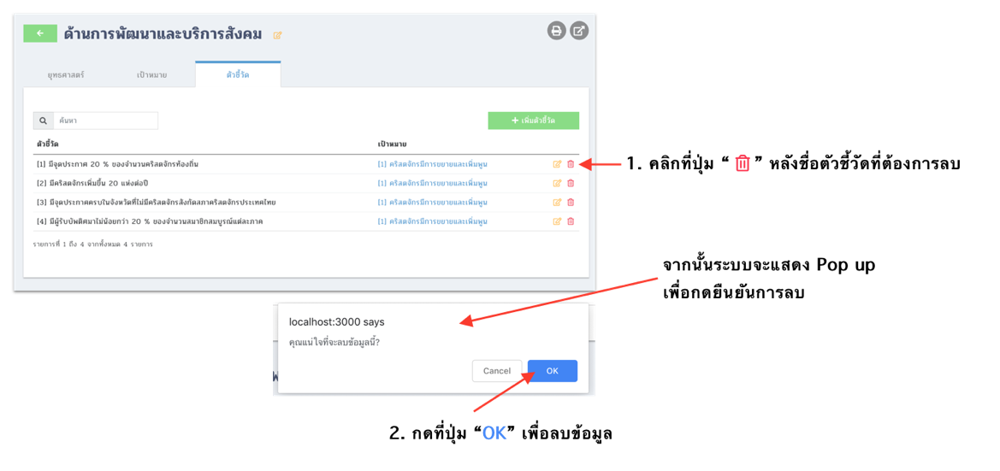 ด้านการพัฒนาและบริการสังคม
ยุทธศาสตร์ เป้าหมาย ตัวชี้วัด
ค้นหา + เพิ่มตัวชี้วัด
ตัวชี้วัด เป้าหมาย
[1] มีจุดประกาศ 20 % ของจำนวนคริสตจักรท้องถิ่น [1] คริสตจักรมีการขยายและเพิ่มพูน
[2] มีคริสตจักรเพิ่มขึ้น 20 แห่งต่อปี [1] คริสตจักรมีการขยายและเพิ่มพูน
[3] มีจุดประกาศครบในจังหวัดที่ไม่มีคริสตจักรสังกัดสภาคริสตจักรประเทศไทย [1] คริสตจักรมีการขยายและเพิ่มพูน
[4] มีผู้รับบัพติศมาไม่น้อยกว่า 20 % ของจำนวนสมาชิกสมบูรณ์แต่ละภาค [1] คริสตจักรมีการขยายและเพิ่มพูน
รายการที่ 1 ถึง 4 จากทั้งหมด 4 รายการ
1. คลิกที่ปุ่ม “ ” หลังชื่อตัวชี้วัดที่ต้องการลบ
จากนั้นระบบจะแสดง Pop up
เพื่อกดยืนยันการลบ
localhost:3000 says
คุณแน่ใจที่จะลบข้อมูลนี้?
Cancel OK
2. กดที่ปุ่ม “OK” เพื่อลบข้อมูล